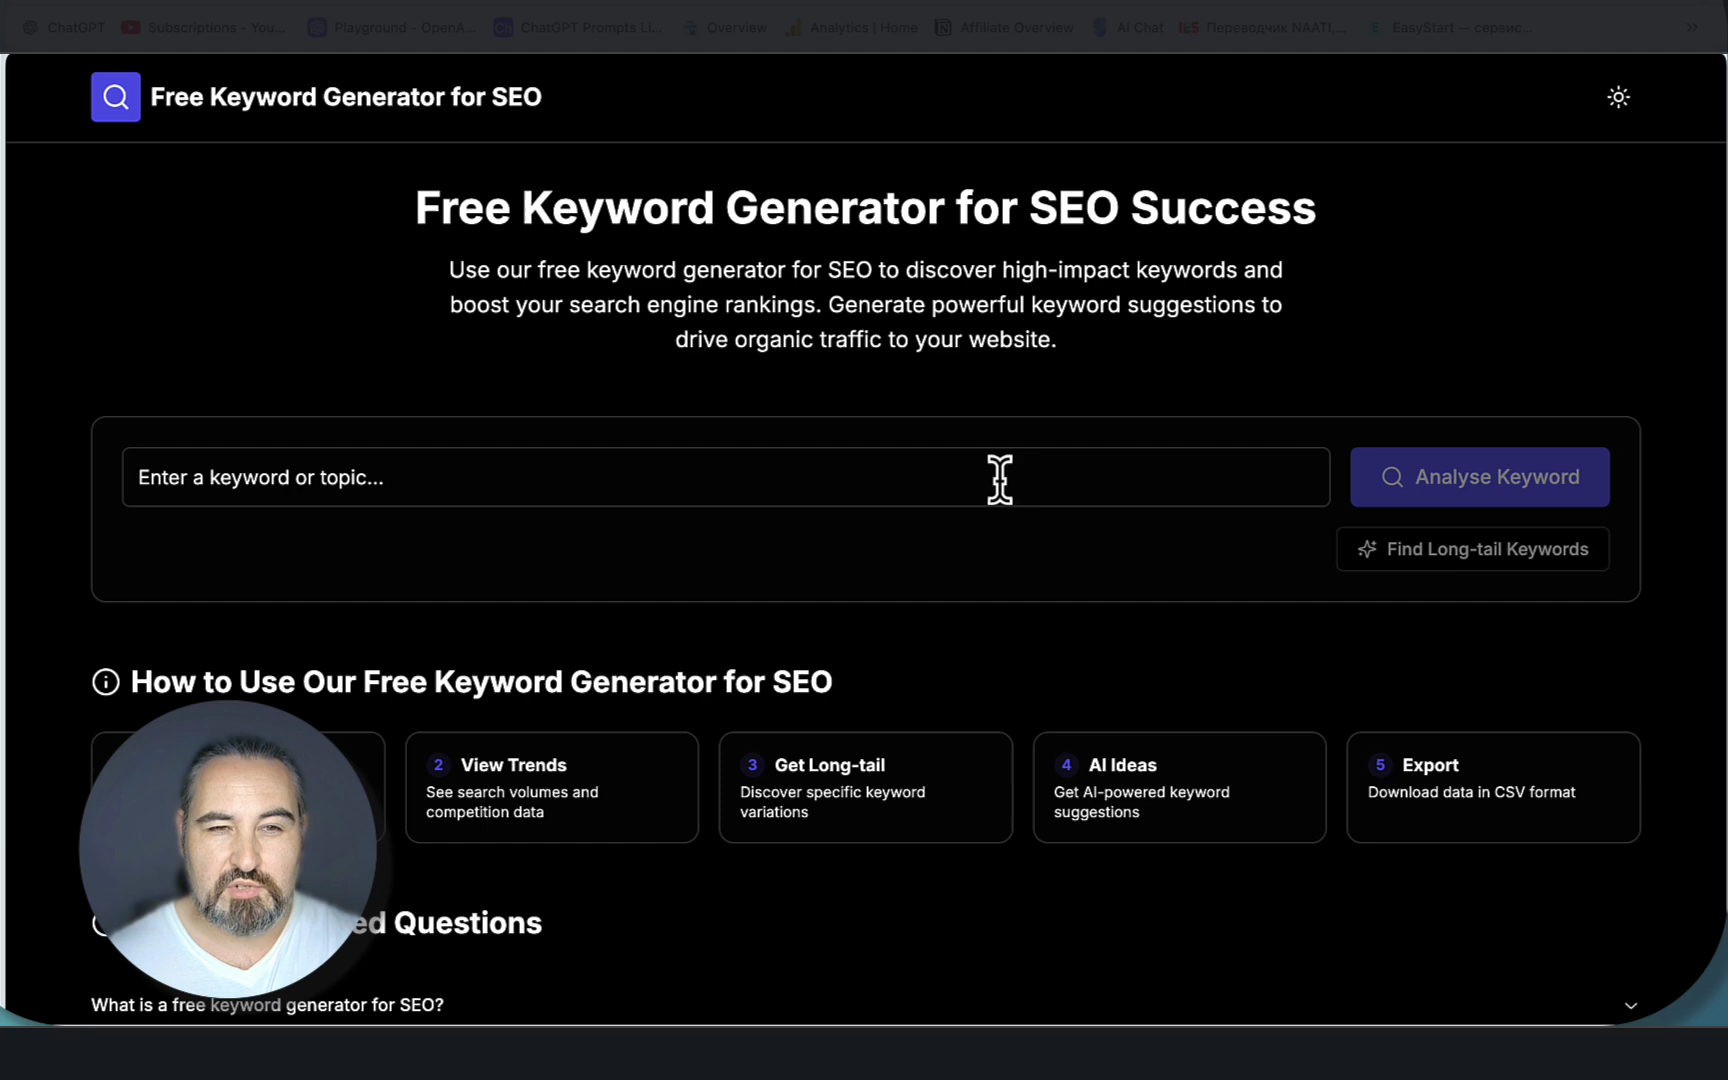 ChatGPT
Subscriptions - You...
Playground - OpenA...
Ch
ChatGPT Prompts LI...
Overview
Analytics | Home
Affiliate Overview
AI Chat
IES
Переводчик NAATI,...
E
EasyStart — сервис...
Free Keyword Generator for SEO
Free Keyword Generator for SEO Success
Use our free keyword generator for SEO to discover high-impact keywords and
boost your search engine rankings. Generate powerful keyword suggestions to
drive organic traffic to your website.
Enter a keyword or topic...
Analyse Keyword
Find Long-tail Keywords
How to Use Our Free Keyword Generator for SEO
2 View Trends
See search volumes and
competition data
3 Get Long-tail
Discover specific keyword
variations
4 AI Ideas
Get AI-powered keyword
suggestions
5 Export
Download data in CSV format
ed Questions
What is a free keyword generator for SEO?